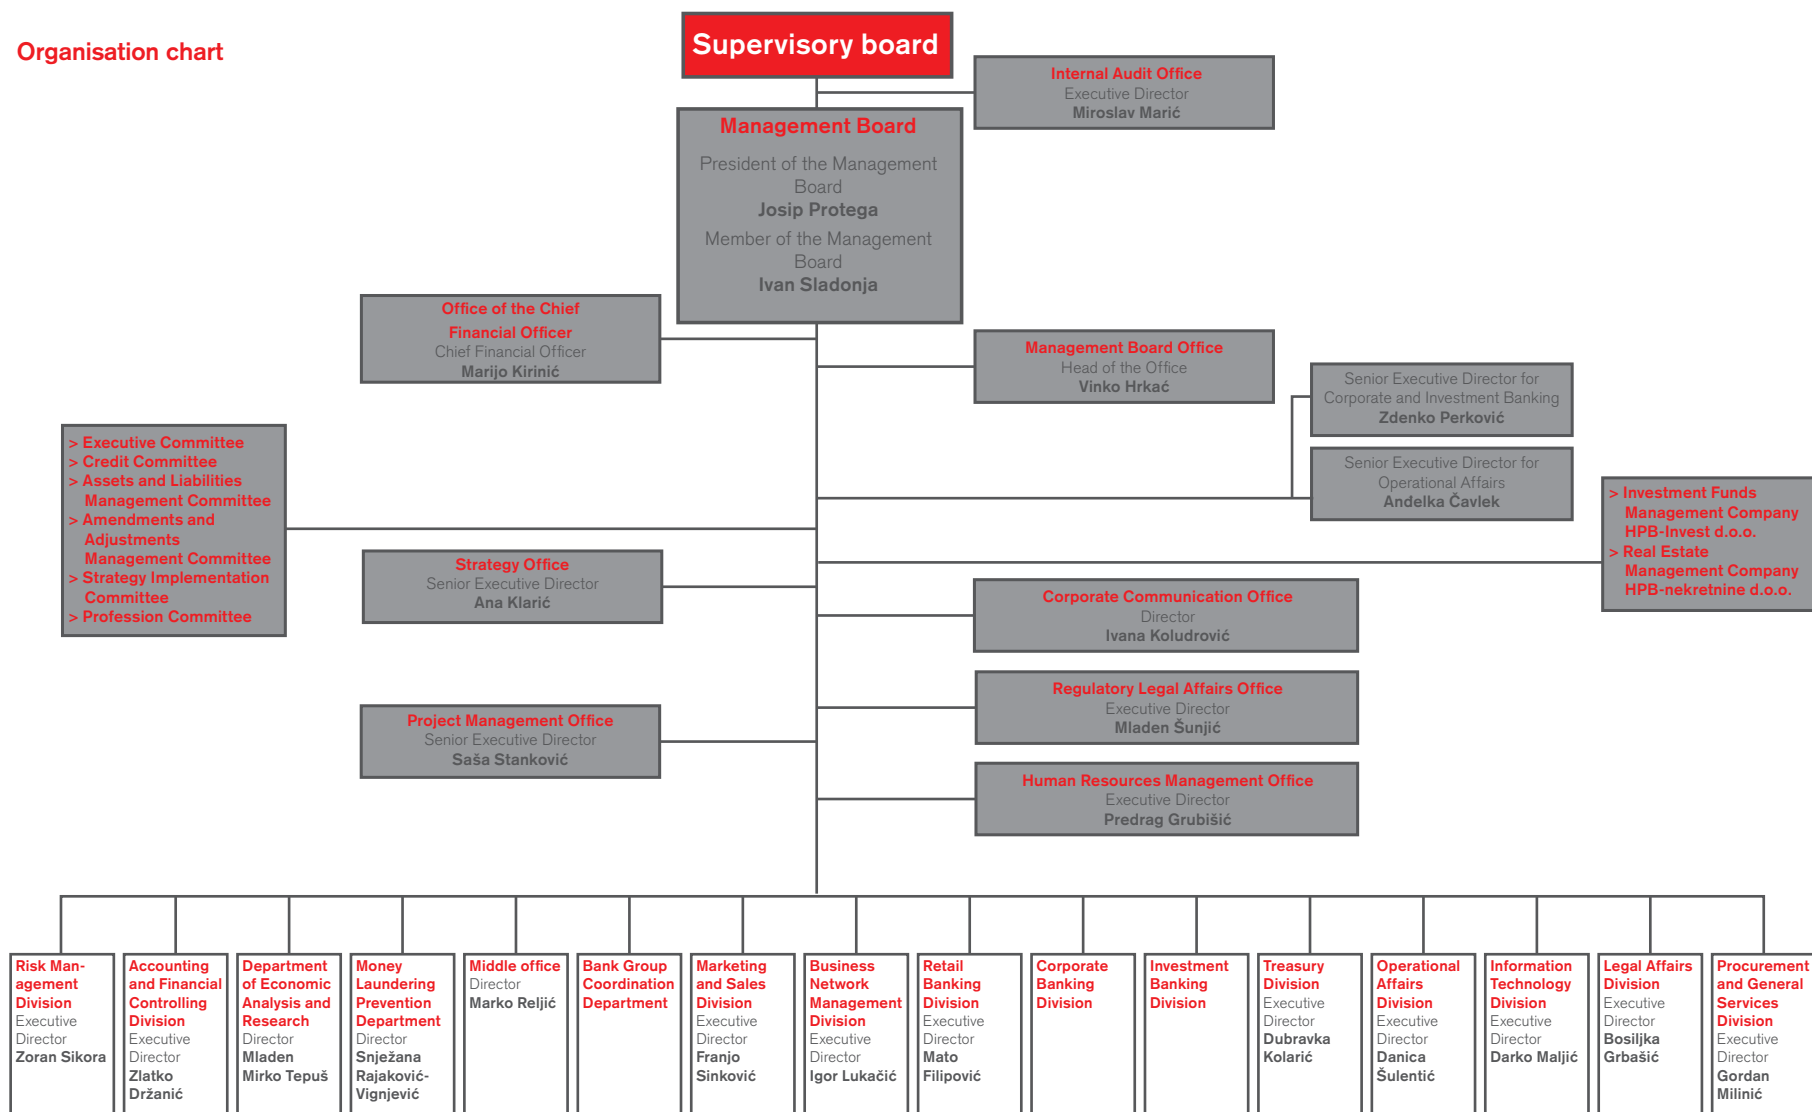 Organisation chart
Supervisory board
Internal Audit Office
Executive Director
Miroslav Marić
Management Board
President of the Management
Board
Josip Protega
Member of the Management
Board
Ivan Sladonja
Office of the Chief
Financial Officer
Chief Financial Officer
Marijo Kirinić
Management Board Office
Head of the Office
Vinko Hrkać
Senior Executive Director for
Corporate and Investment Banking
Zdenko Perković
Senior Executive Director for
Operational Affairs
Anđelka Čavlek
> Executive Committee
> Credit Committee
> Assets and Liabilities
Management Committee
> Amendments and
Adjustments
Management Committee
> Strategy Implementation
Committee
> Profession Committee
> Investment Funds
Management Company
HPB-Invest d.o.o.
> Real Estate
Management Company
HPB-nekretnine d.o.o.
Strategy Office
Senior Executive Director
Ana Klarić
Corporate Communication Office
Director
Ivana Koludrović
Regulatory Legal Affairs Office
Executive Director
Mladen Šunjić
Project Management Office
Senior Executive Director
Saša Stanković
Human Resources Management Office
Executive Director
Predrag Grubišić
Risk Man-
agement
Division
Executive
Director
Zoran Sikora
Accounting
and Financial
Controlling
Division
Executive
Director
Zlatko
Držanić
Department
of Economic
Analysis and
Research
Director
Mladen
Mirko Tepuš
Money
Laundering
Prevention
Department
Director
Snježana
Rajaković-
Vignjević
Middle office
Director
Marko Reljić
Bank Group
Coordination
Department
Marketing
and Sales
Division
Executive
Director
Franjo
Sinković
Business
Network
Management
Division
Executive
Director
Igor Lukačić
Retail
Banking
Division
Executive
Director
Mato
Filipović
Corporate
Banking
Division
Investment
Banking
Division
Treasury
Division
Executive
Director
Dubravka
Kolarić
Operational
Affairs
Division
Executive
Director
Danica
Šulentić
Information
Technology
Division
Executive
Director
Darko Maljić
Legal Affairs
Division
Executive
Director
Bosiljka
Grbašić
Procurement
and General
Services
Division
Executive
Director
Gordan
Milinić